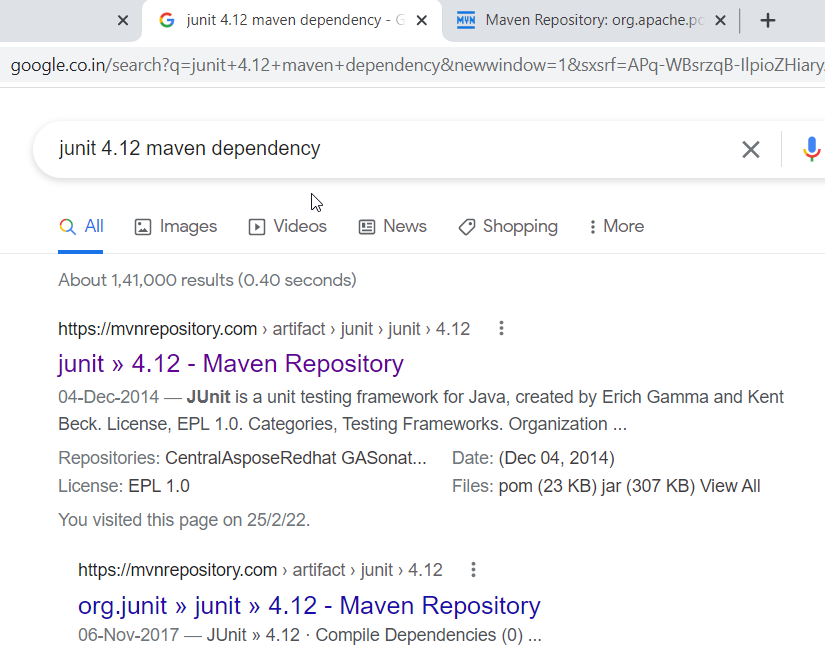 junit 4.12 maven dependency - G
MVN Maven Repository: org.apache.po
google.co.in/search?q=junit+4.12+maven+dependency&newwindow=1&sxsrf=APq-WBsrzqB-IlpioZHiary
junit 4.12 maven dependency
All Images Videos News Shopping More
About 1,41,000 results (0.40 seconds)
https://mvnrepository.com › artifact › junit › junit › 4.12
junit » 4.12 - Maven Repository
04-Dec-2014 — JUnit is a unit testing framework for Java, created by Erich Gamma and Kent
Beck. License, EPL 1.0. Categories, Testing Frameworks. Organization ...
Repositories: CentralAsposeRedhat GASonat... Date: (Dec 04, 2014)
License: EPL 1.0 Files: pom (23 KB) jar (307 KB) View All
You visited this page on 25/2/22.
https://mvnrepository.com › artifact › junit › 4.12
org.junit » junit » 4.12 - Maven Repository
06-Nov-2017 — JUnit » 4.12 · Compile Dependencies (0) ...